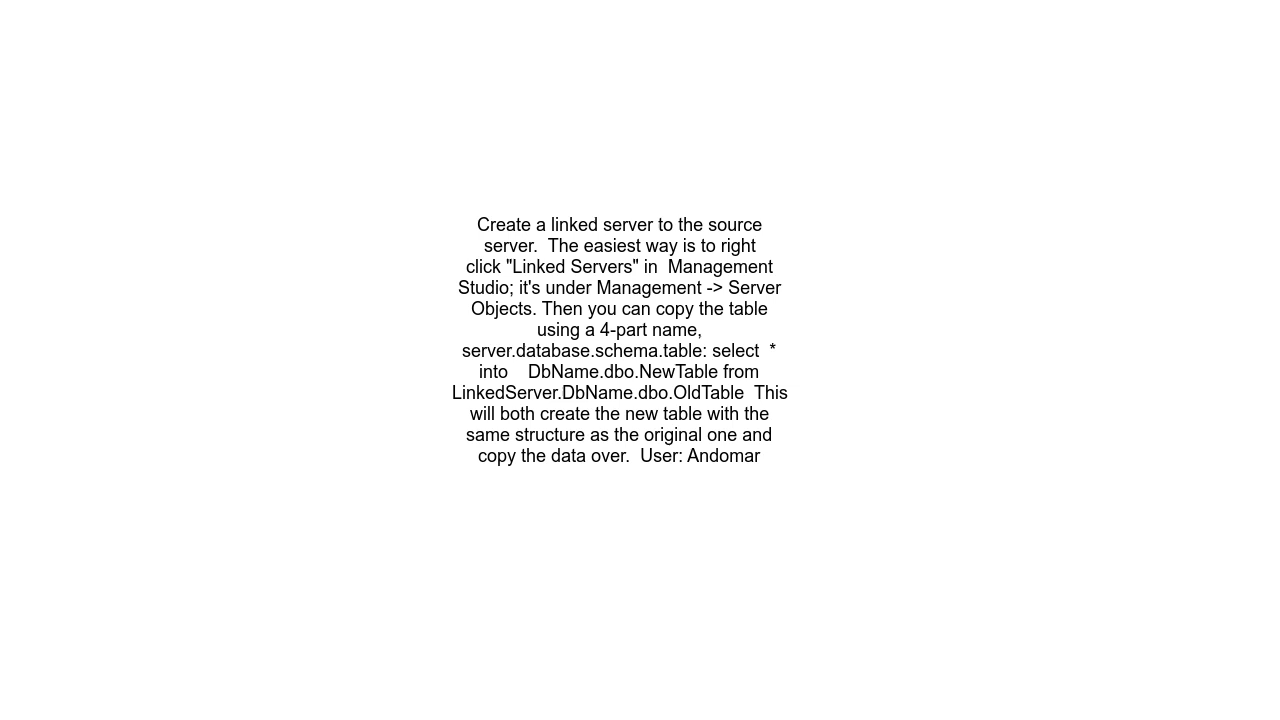 Create a linked server to the source
server.  The easiest way is to right
click "Linked Servers" in  Management
Studio; it's under Management -> Server
Objects. Then you can copy the table
using a 4-part name,
server.database.schema.table: select  *
into    DbName.dbo.NewTable from
LinkedServer.DbName.dbo.OldTable  This
will both create the new table with the
same structure as the original one and
copy the data over.  User: Andomar